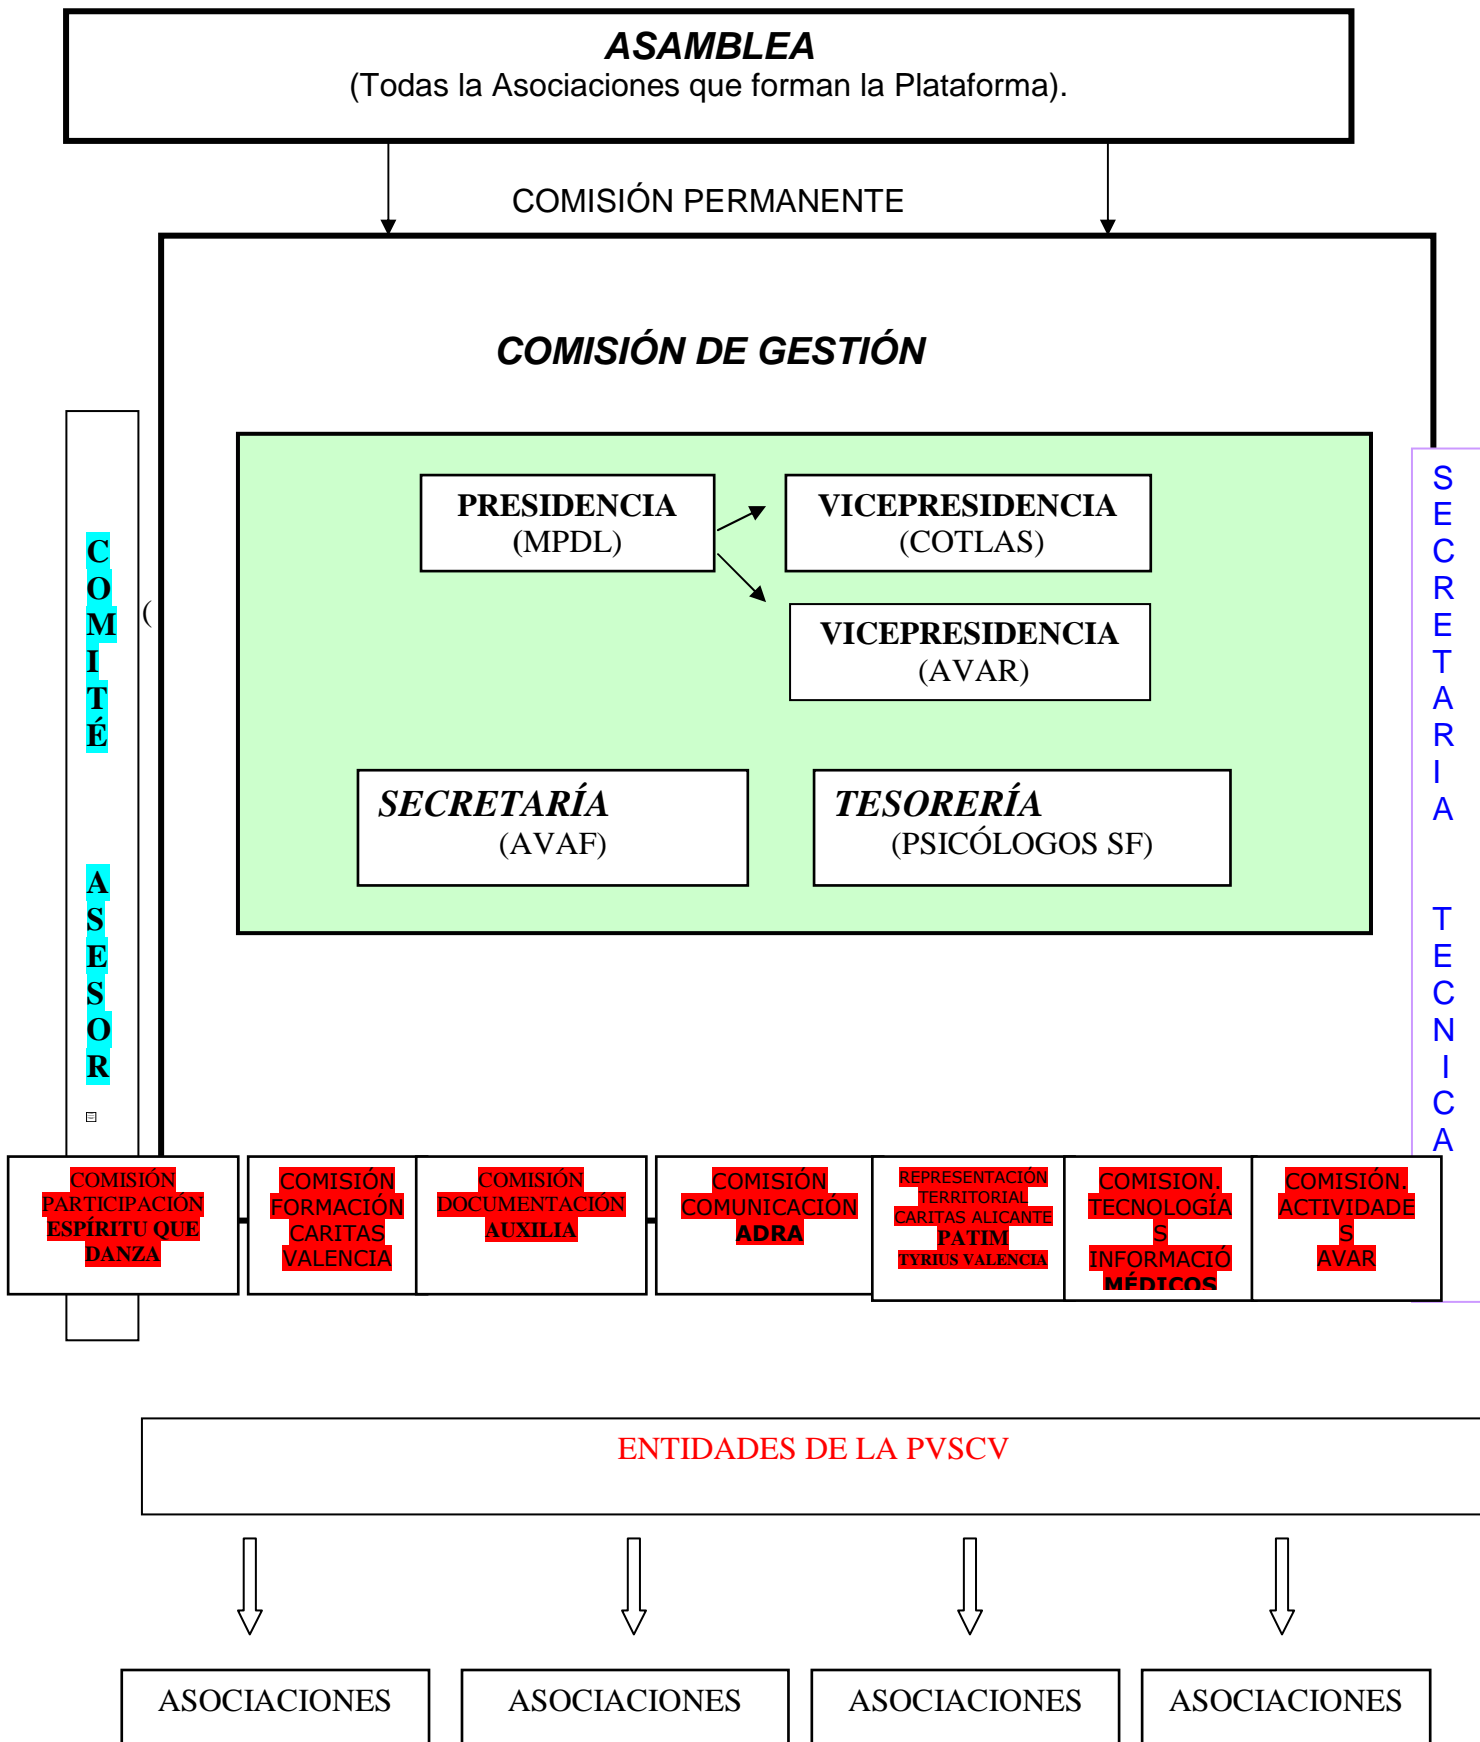 ASAMBLEA
(Todas la Asociaciones que forman la Plataforma).
COMISIÓN PERMANENTE
COMISIÓN DE GESTIÓN
COMITÉ ASESOR
(
PRESIDENCIA
(MPDL)
VICEPRESIDENCIA
(COTLAS)
VICEPRESIDENCIA
(AVAR)
SECRETARÍA
(AVAF)
TESORERÍA
(PSICÓLOGOS SF)
SECRETARIA TECNICA
COMISIÓN
PARTICIPACIÓN
ESPÍRITU QUE
DANZA
COMISIÓN
FORMACIÓN
CARITAS
VALENCIA
COMISIÓN
DOCUMENTACIÓN
AUXILIA
COMISIÓN
COMUNICACIÓN
ADRA
REPRESENTACIÓN
TERRITORIAL
CARITAS ALICANTE
PATIM
TYRIUS VALENCIA
COMISION.
TECNOLOGÍA
S
INFORMACIÓ
MÉDICOS
COMISIÓN.
ACTIVIDADE
S
AVAR
ENTIDADES DE LA PVSCV
ASOCIACIONES
ASOCIACIONES
ASOCIACIONES
ASOCIACIONES